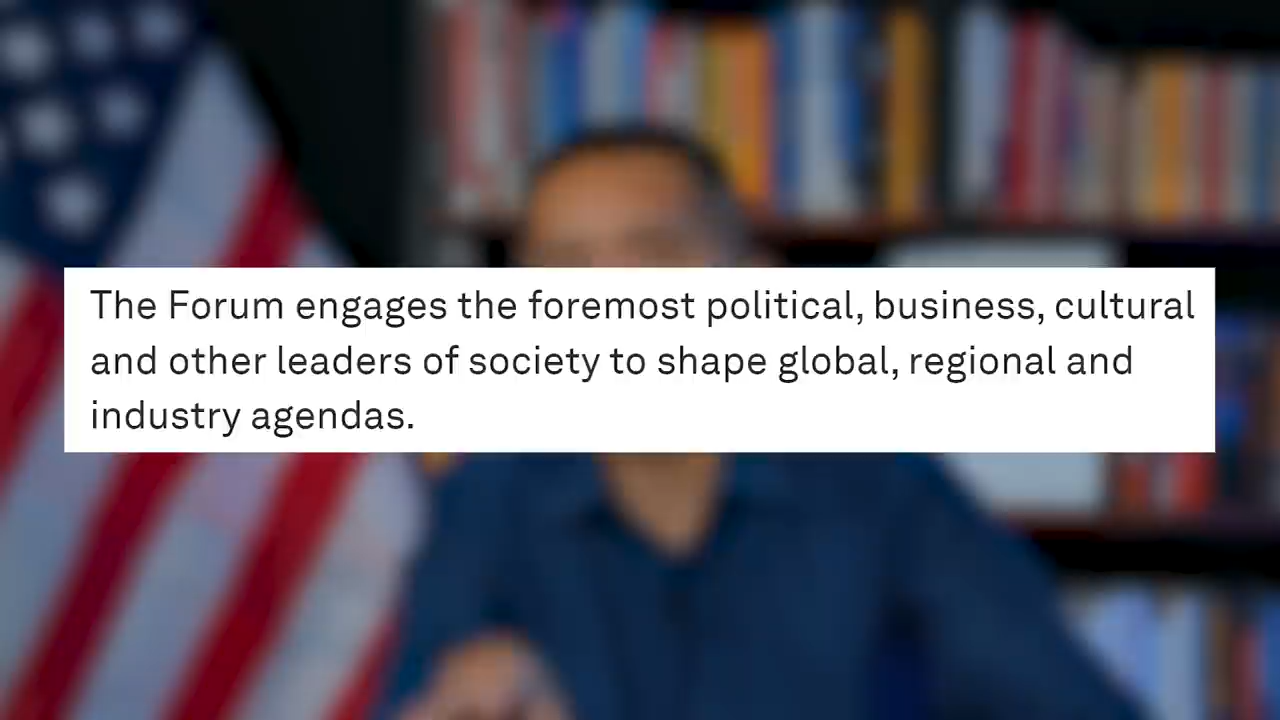 The Forum engages the foremost political, business, cultural
and other leaders of society to shape global, regional and
industry agendas.